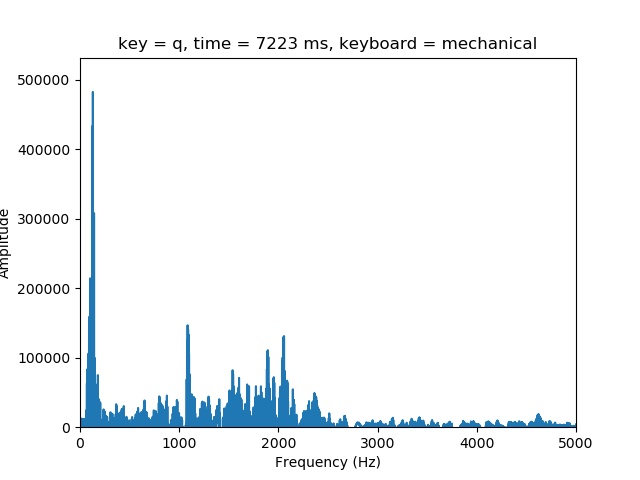 key = q, time = 7223 ms, keyboard = mechanical
500000
400000
300000
200000
100000
0
Amplitude
0 1000 2000 3000 4000 5000
Frequency (Hz)